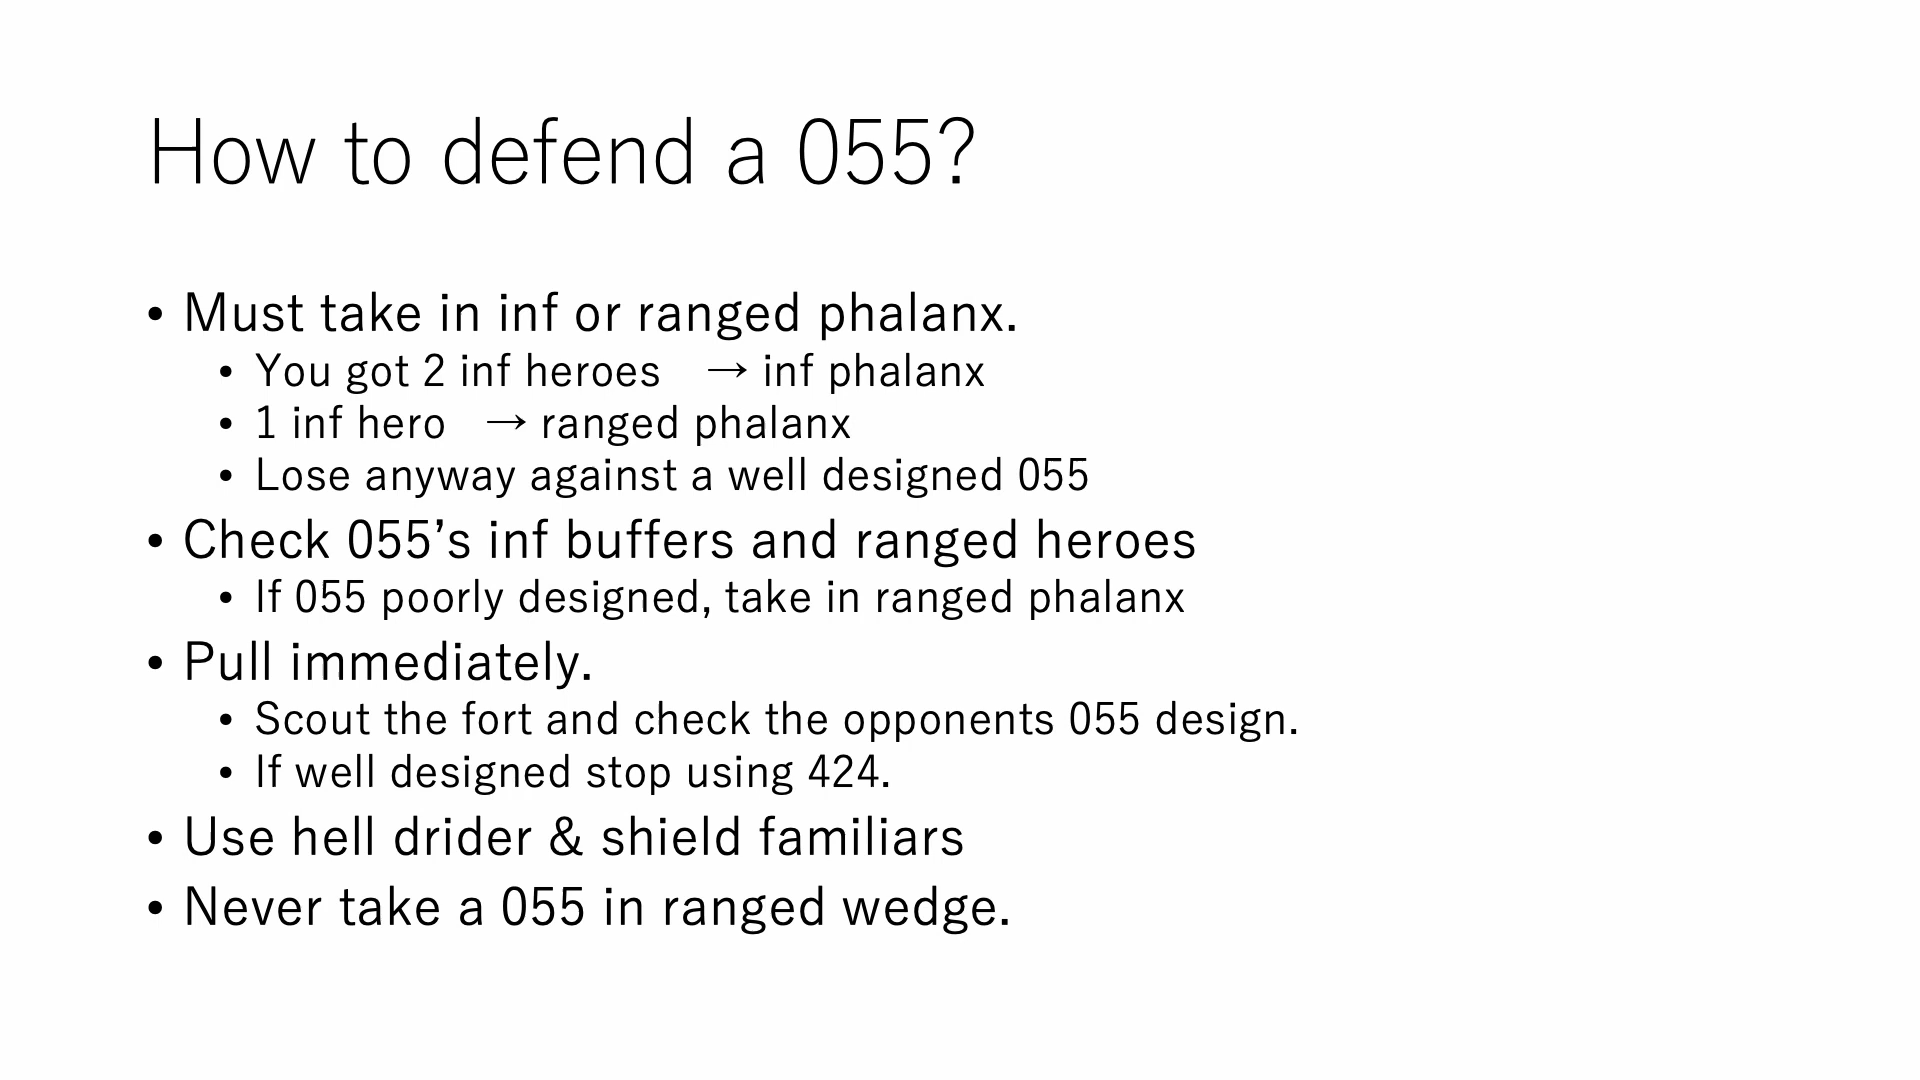 How to defend a 055?
• Must take in inf or ranged phalanx.
• You got 2 inf heroes → inf phalanx
• 1 inf hero → ranged phalanx
• Lose anyway against a well designed 055
• Check 055’s inf buffers and ranged heroes
• If 055 poorly designed, take in ranged phalanx
• Pull immediately.
• Scout the fort and check the opponents 055 design.
• If well designed stop using 424.
• Use hell drider & shield familiars
• Never take a 055 in ranged wedge.